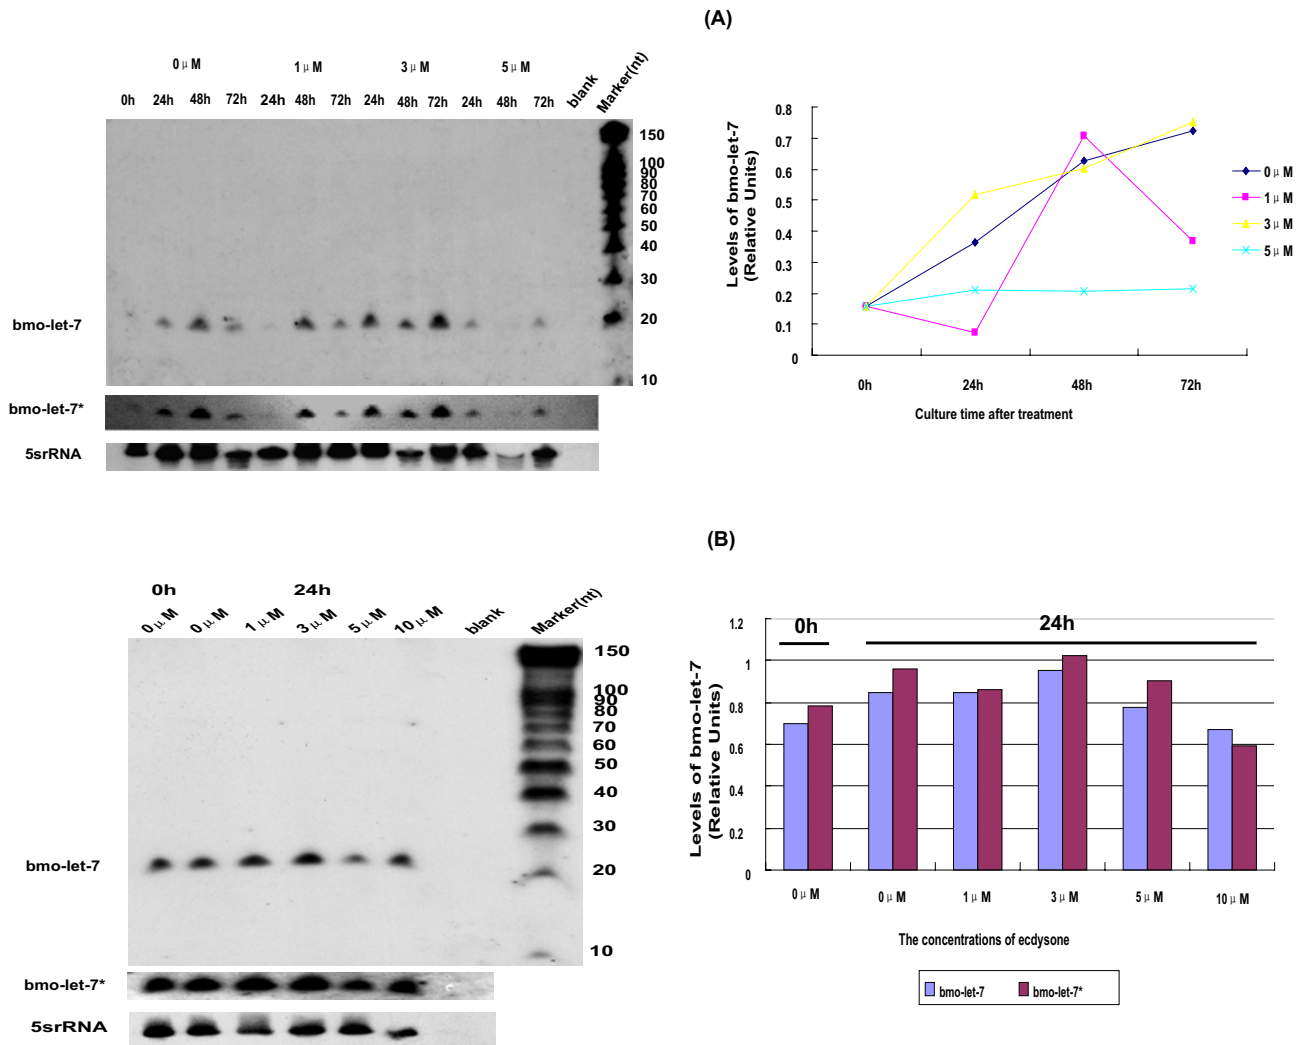 (A)
0 μ M 1 μ M 3 μ M 5 μ M
0h 24h 48h 72h 24h 48h 72h 24h 48h 72h 24h 48h 72h blank Marker(nt)
150
100
90
80
70
60
50
40
30
20
10
bmo-let-7
bmo-let-7*
5srRNA
Levels of bmo-let-7
(Relative Units)
0.8
0.7
0.6
0.5
0.4
0.3
0.2
0.1
0
0h 24h 48h 72h
Culture time after treatment
0 μ M
1 μ M
3 μ M
5 μ M
(B)
0h 24h
0 μ M 0 μ M 1 μ M 3 μ M 5 μ M 10 μ M blank Marker(nt)
150
100
90
80
70
60
50
40
30
20
10
bmo-let-7
bmo-let-7*
5srRNA
Levels of bmo-let-7
(Relative Units)
1.2
1
0.8
0.6
0.4
0.2
0
0h 24h
0 μ M 0 μ M 1 μ M 3 μ M 5 μ M 10 μ M
The concentrations of ecdysone
bmo-let-7 bmo-let-7*